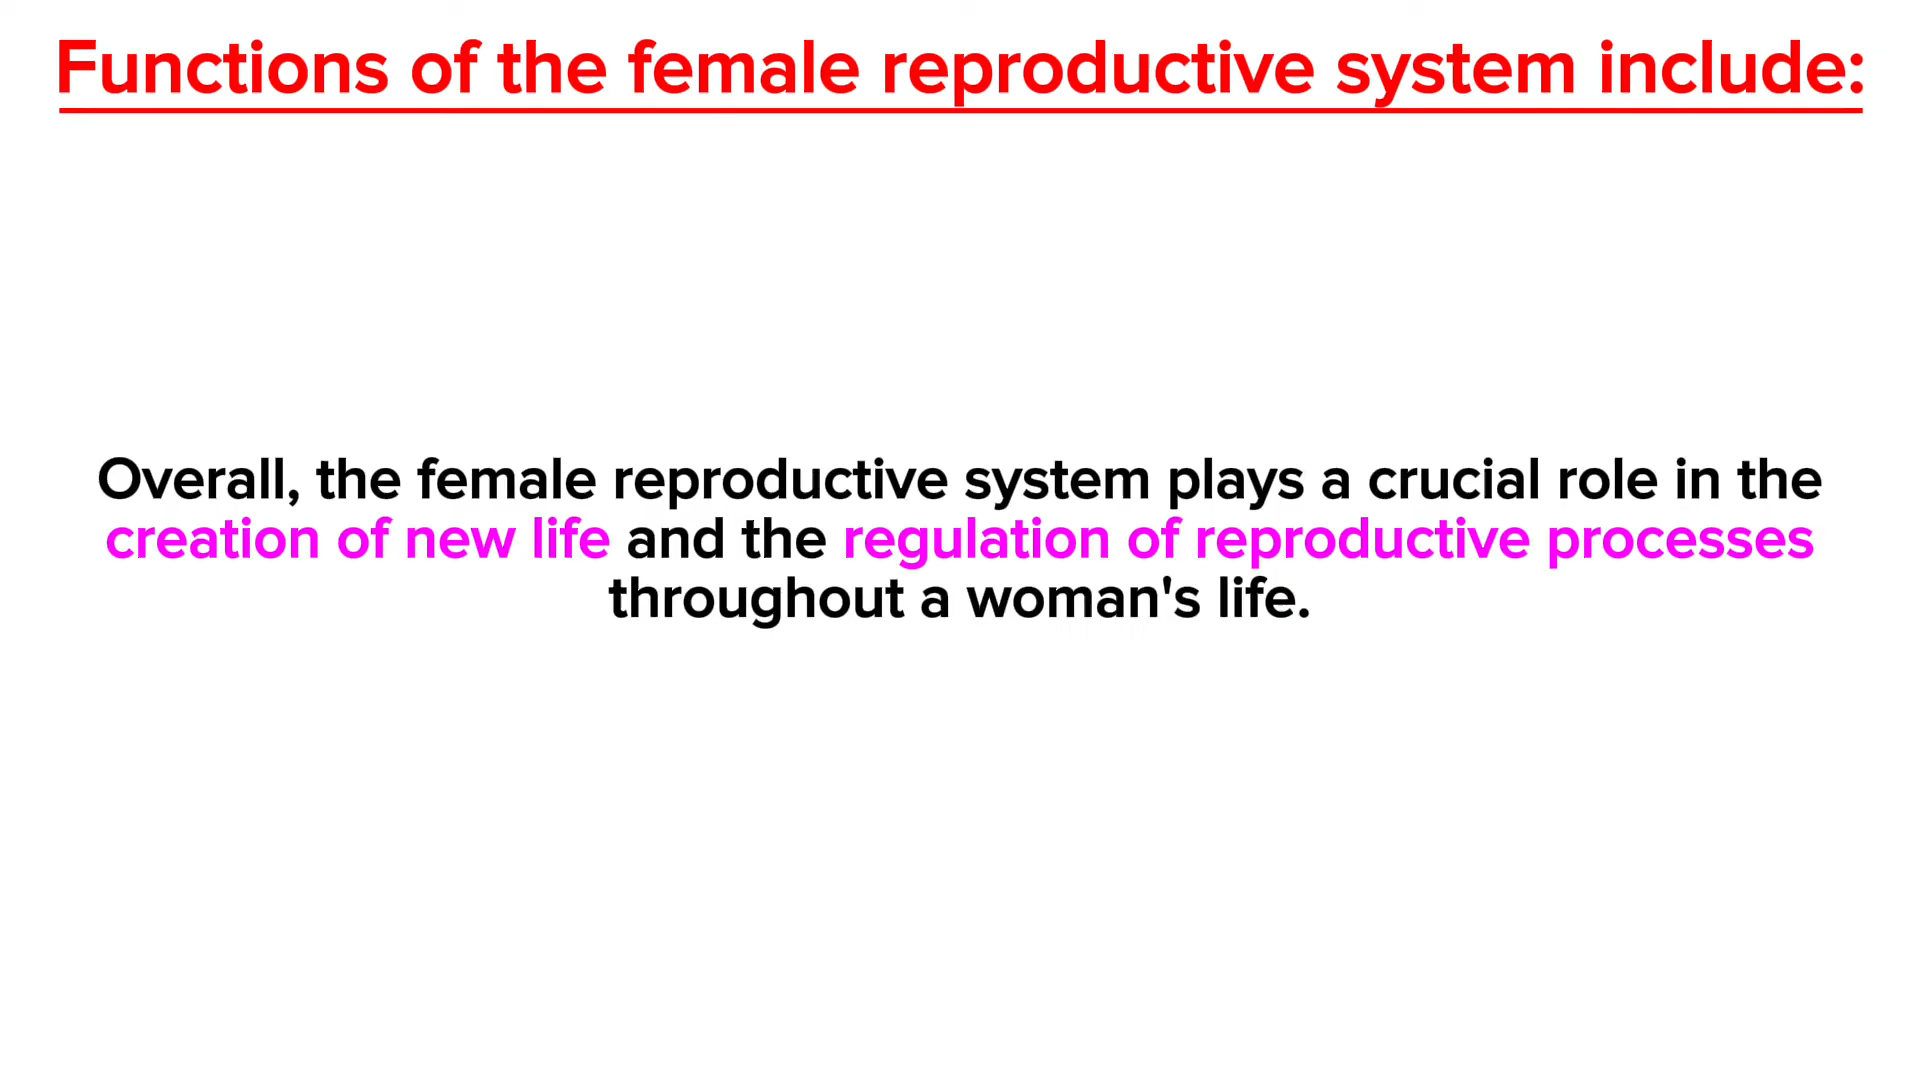 Functions of the female reproductive system include:
Overall, the female reproductive system plays a crucial role in the
creation of new life and the regulation of reproductive processes
throughout a woman's life.